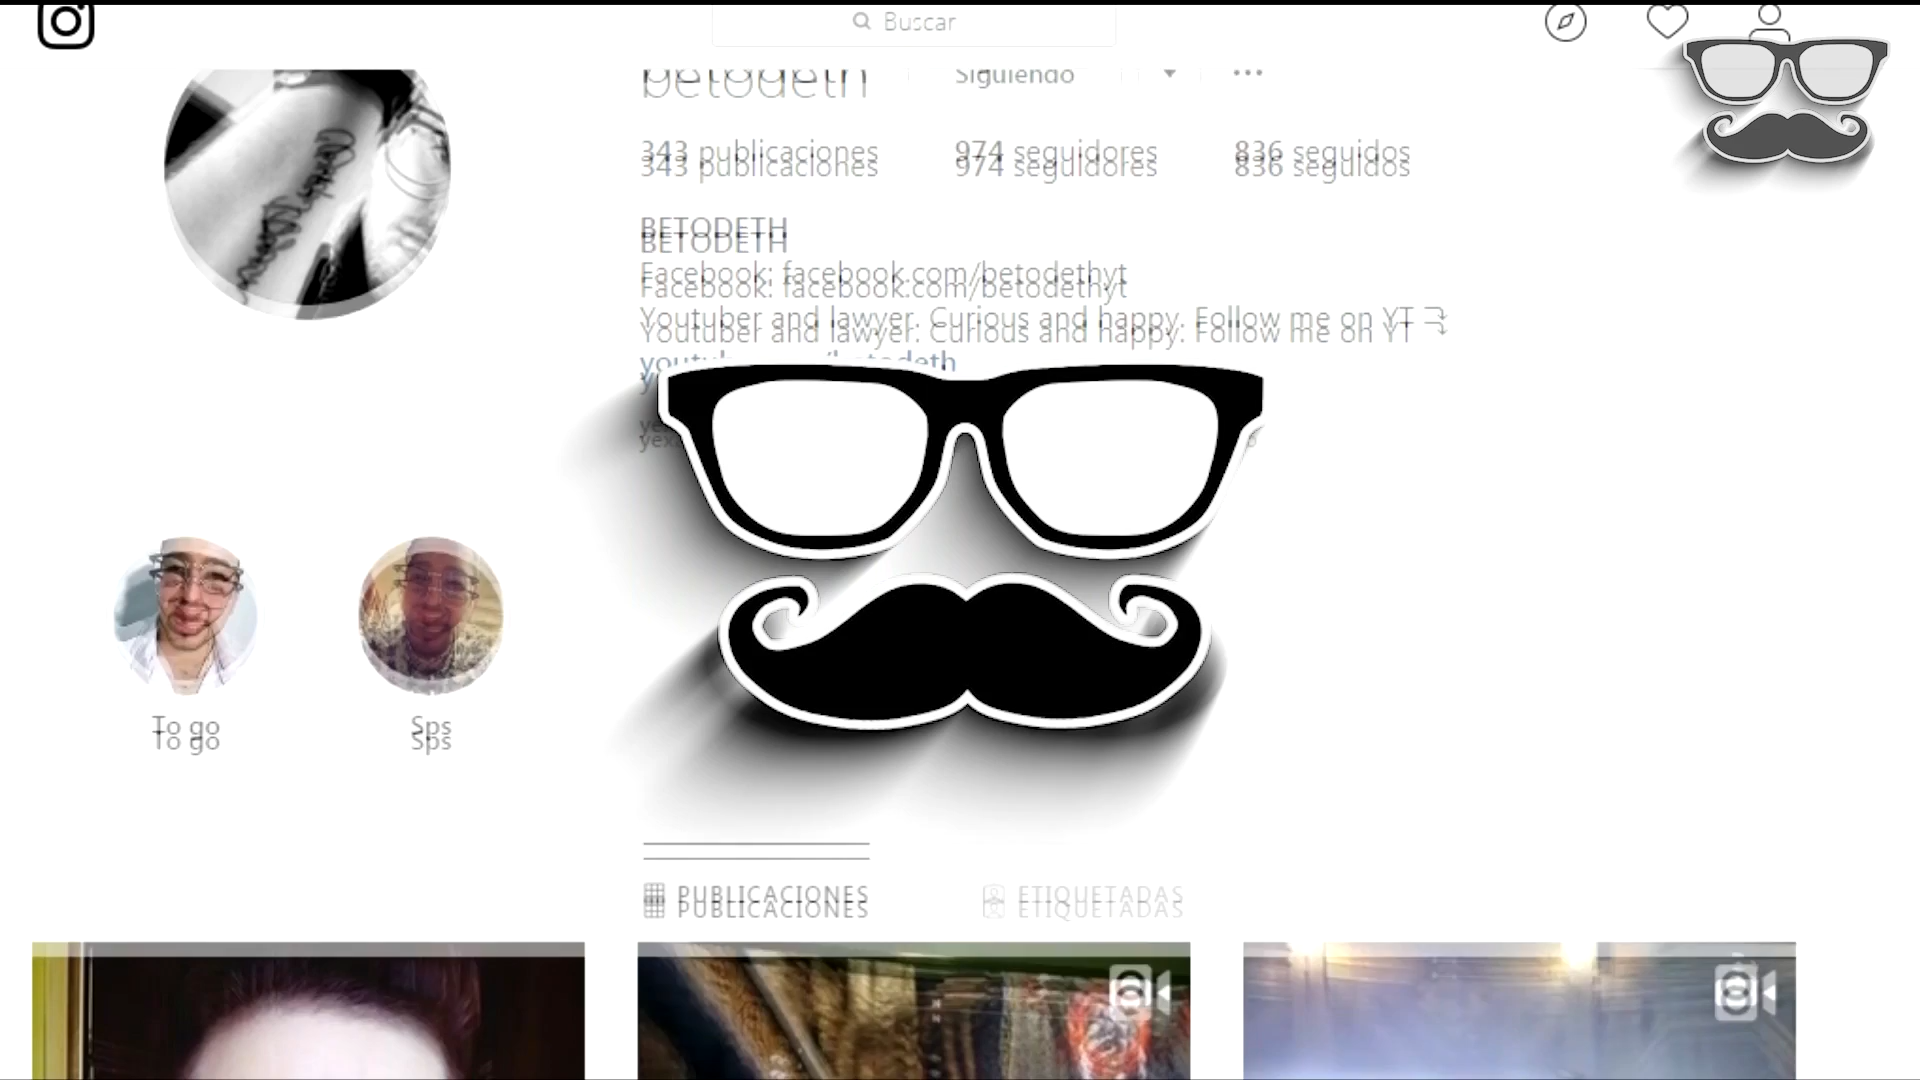 Buscar
betodeth Siguiendo
343 publicaciones 974 seguidores 836 seguidos
BETODETH
Facebook: facebook.com/betodethyt
Youtuber and lawyer. Curious and happy. Follow me on YT
To go Sps
PUBLICACIONES ETIQUETADAS